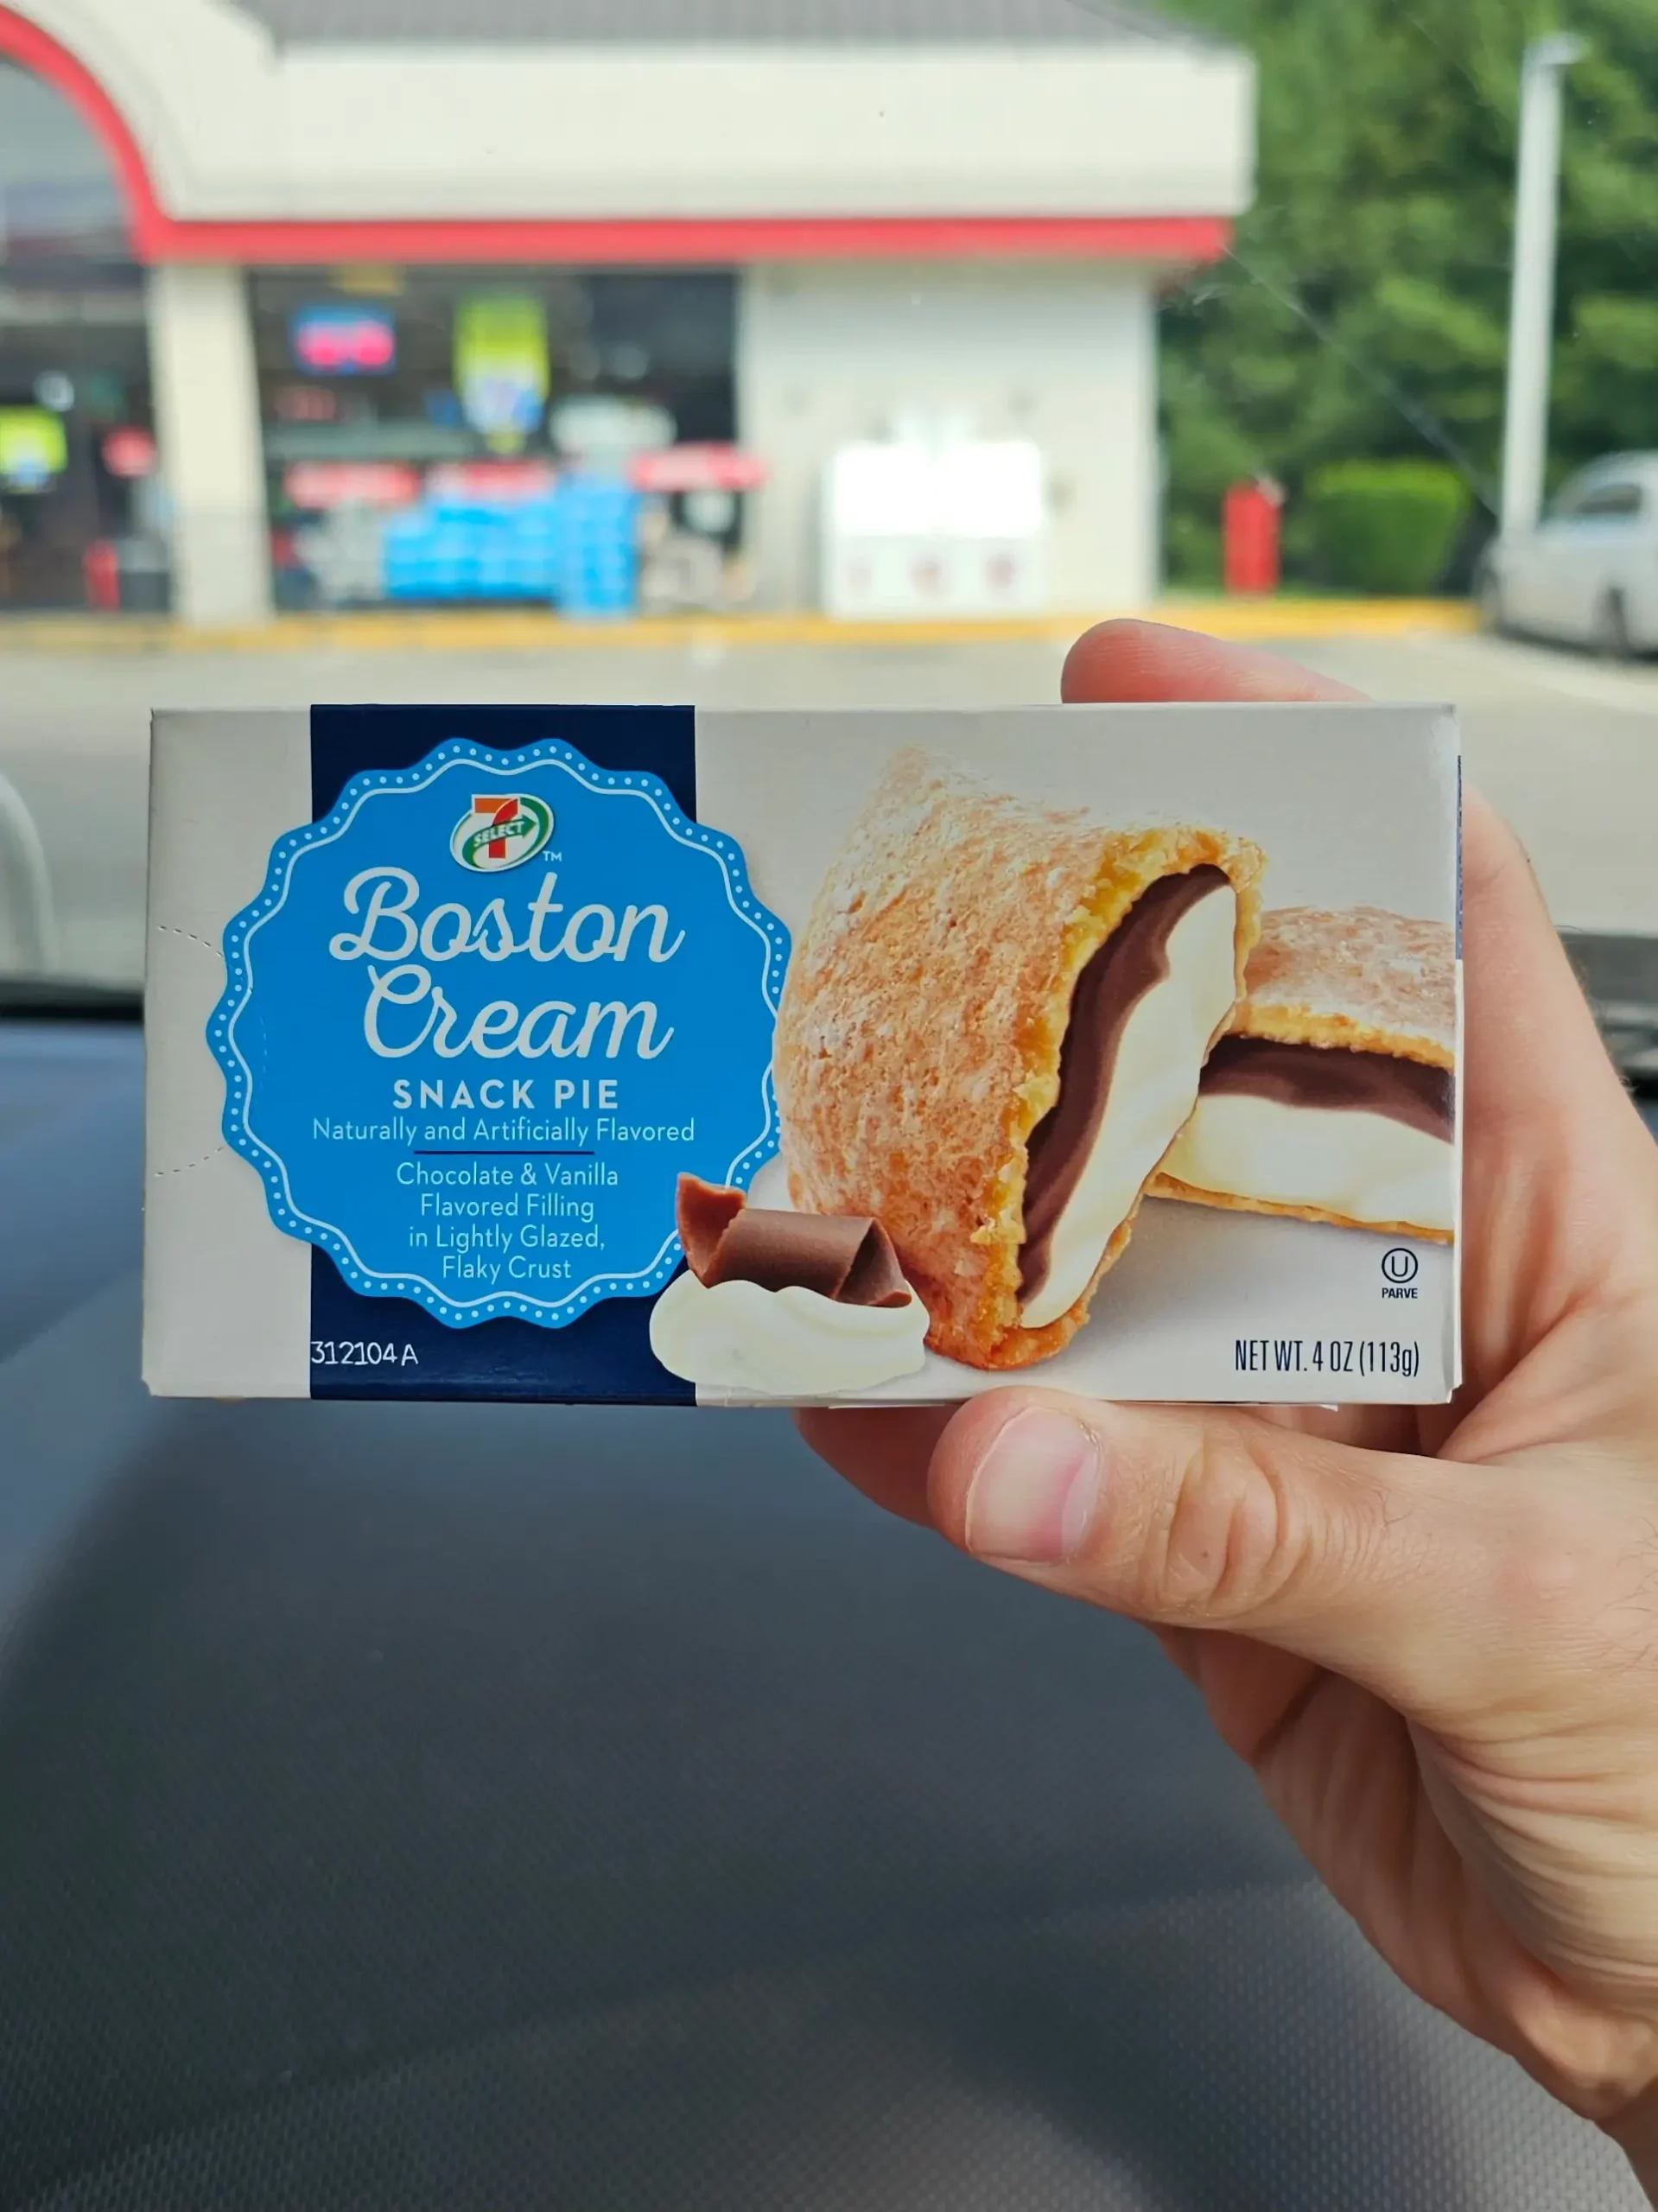 7
SELECT
TM
Boston
Cream
SNACK PIE
Naturally and Artificially Flavored
Chocolate & Vanilla
Flavored Filling
in Lightly Glazed,
Flaky Crust
312104A
U
PARVE
NET WT. 4 OZ (113g)